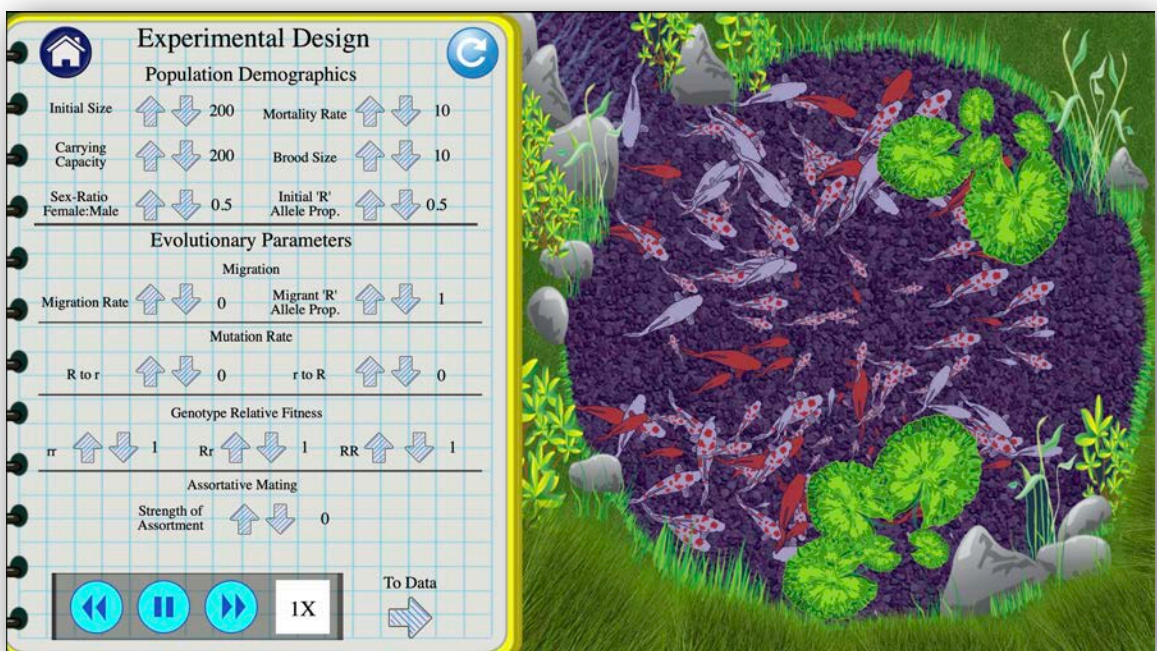 Experimental Design
Population Demographics
Initial Size 200 Mortality Rate 10
Carrying
Capacity 200 Brood Size 10
Sex-Ratio
Female:Male 0.5 Initial 'R'
Allele Prop. 0.5
Evolutionary Parameters
Migration
Migration Rate 0 Migrant 'R'
Allele Prop. 1
Mutation Rate
R to r 0 r to R 0
Genotype Relative Fitness
rr 1 Rr 1 RR 1
Assortative Mating
Strength of
Assortment 0
1X
To Data